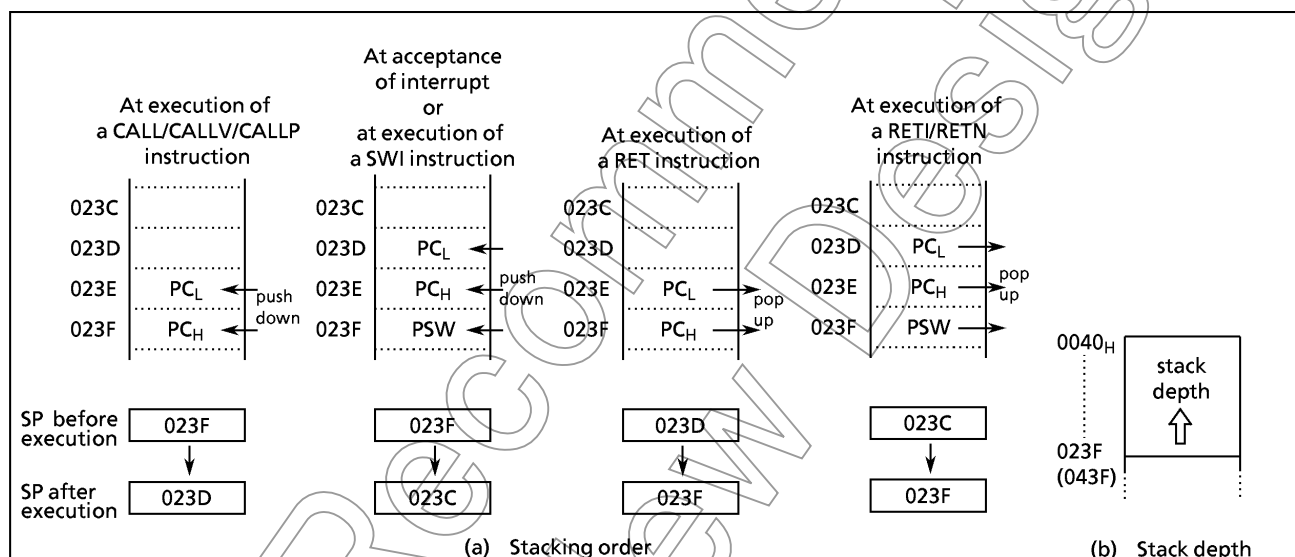 At execution of
a CALL/CALLV/CALLP
instruction
023C
023D
023E PCL
023F PCH
push
down
At acceptance
of interrupt
or
at execution of
a SWI instruction
023C
023D PCL
023E PCH
023F PSW
push
down
At execution of
a RET instruction
023C
023D
023E PCL
023F PCH
pop
up
At execution of
a RETI/RETN
instruction
023C
023D PCL
023E PCH
023F PSW
pop
up
SP before
execution
023F 023F 023D 023C
SP after
execution
023D 023C 023F 023F
(a) Stacking order
0040H
stack
depth
023F
(043F)
(b) Stack depth